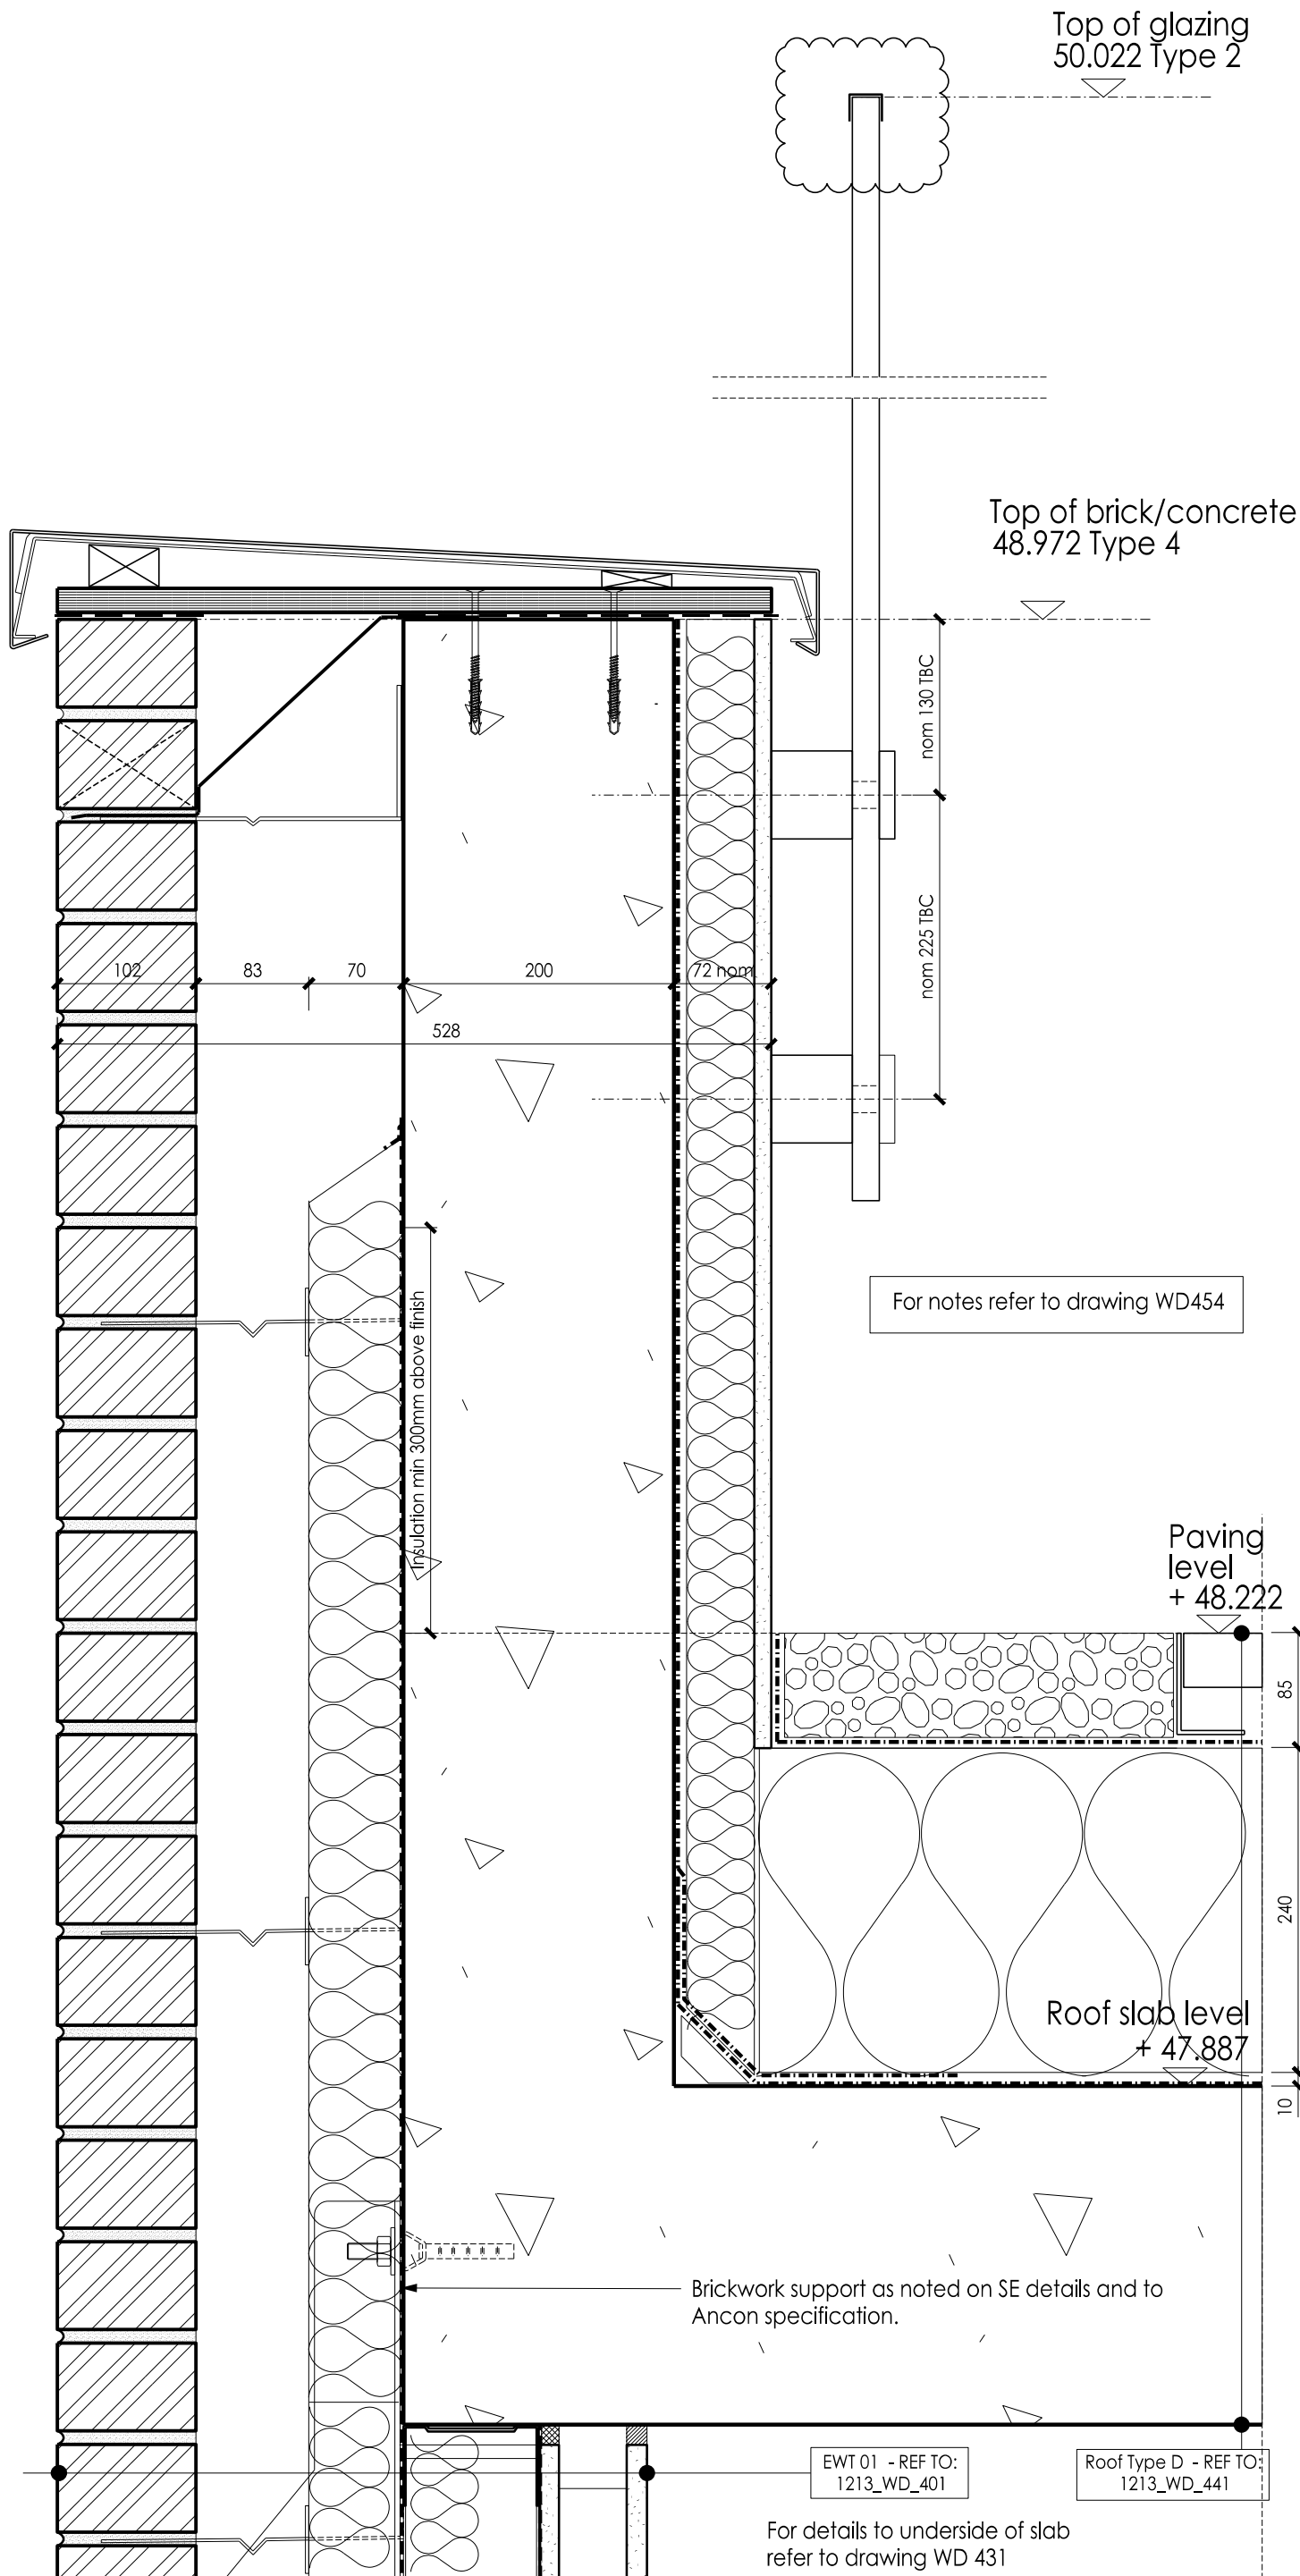 Top of glazing
50.022 Type 2
Top of brick/concrete
48.972 Type 4
nom 130 TBC
nom 225 TBC
102
83
70
200
72 nom
528
Insulation min 300mm above finish
For notes refer to drawing WD454
Paving
level
+ 48.222
85
240
Roof slab level
+ 47.887
10
Brickwork support as noted on SE details and to
Ancon specification.
EWT 01 - REF TO:
1213_WD_401
Roof Type D - REF TO:
1213_WD_441
For details to underside of slab
refer to drawing WD 431